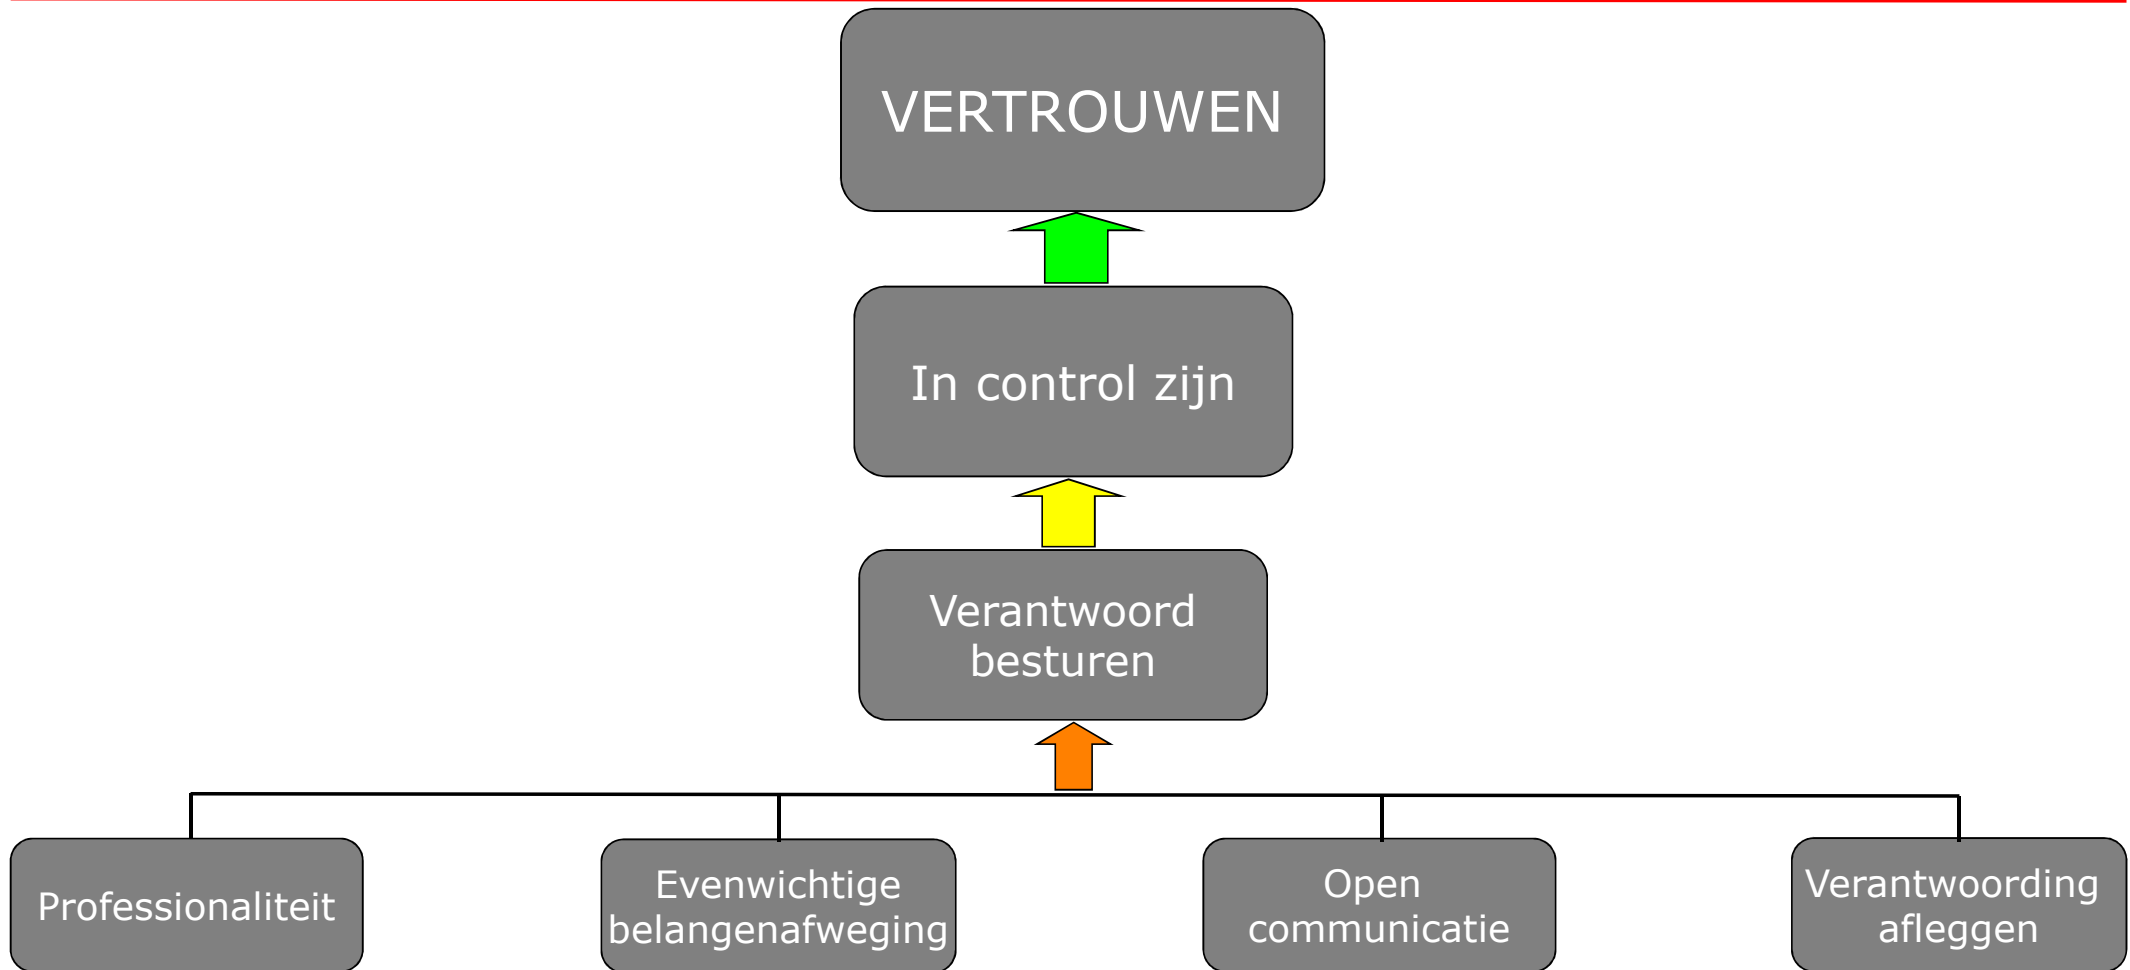 VERTROUWEN
In control zijn
Verantwoord
besturen
Professionaliteit
Evenwichtige
belangenafweging
Open
communicatie
Verantwoording
afleggen